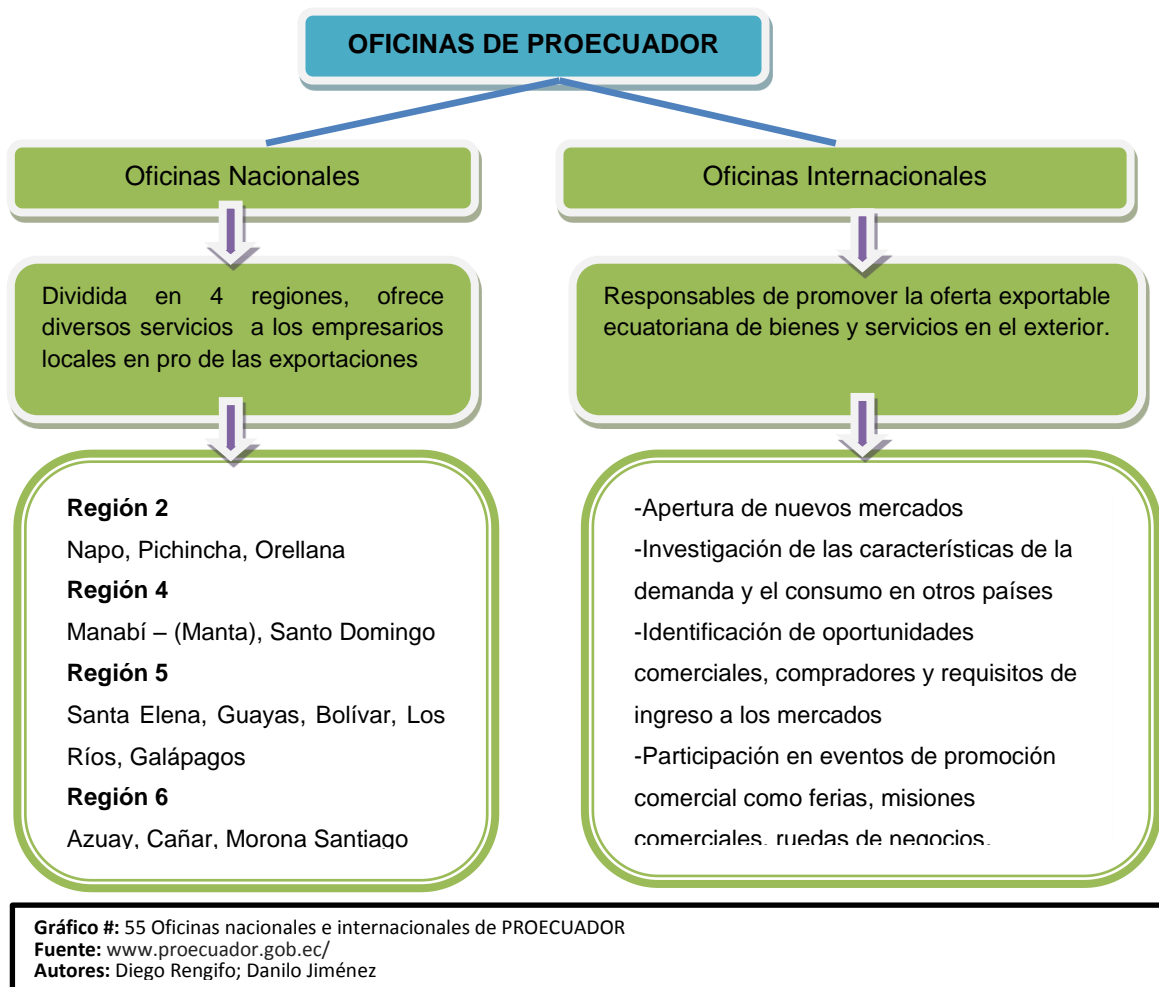 OFICINAS DE PROECUADOR
Oficinas Nacionales
Dividida en 4 regiones, ofrece
diversos servicios a los empresarios
locales en pro de las exportaciones
Región 2
Napo, Pichincha, Orellana
Región 4
Manabí – (Manta), Santo Domingo
Región 5
Santa Elena, Guayas, Bolívar, Los
Ríos, Galápagos
Región 6
Azuay, Cañar, Morona Santiago
Oficinas Internacionales
Responsables de promover la oferta exportable
ecuatoriana de bienes y servicios en el exterior.
-Apertura de nuevos mercados
-Investigación de las características de la
demanda y el consumo en otros países
-Identificación de oportunidades
comerciales, compradores y requisitos de
ingreso a los mercados
-Participación en eventos de promoción
comercial como ferias, misiones
comerciales, ruedas de negocios.
Gráfico #: 55 Oficinas nacionales e internacionales de PROECUADOR
Fuente: www.proecuador.gob.ec/
Autores: Diego Rengifo; Danilo Jiménez